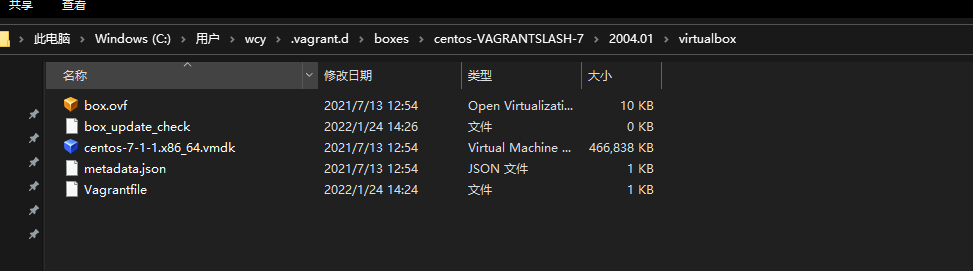 共享 查看
此电脑 › Windows (C:) › 用户 › wcy › .vagrant.d › boxes › centos-VAGRANTSLASH-7 › 2004.01 › virtualbox
名称 修改日期 类型 大小
box.ovf 2021/7/13 12:54 Open Virtualizati... 10 KB
box_update_check 2022/1/24 14:26 文件 0 KB
centos-7-1-1.x86_64.vmdk 2021/7/13 12:54 Virtual Machine ... 466,838 KB
metadata.json 2021/7/13 12:54 JSON 文件 1 KB
Vagrantfile 2022/1/24 14:24 文件 1 KB